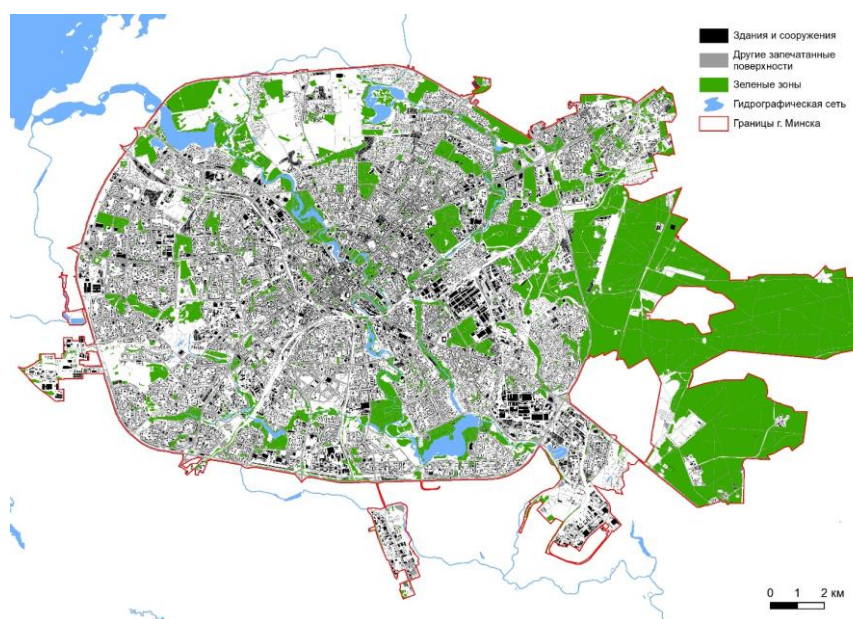 Здания и сооружения
Другие запечатанные
поверхности
Зеленые зоны
Гидрографическая сеть
Границы г. Минска
0 1 2 км